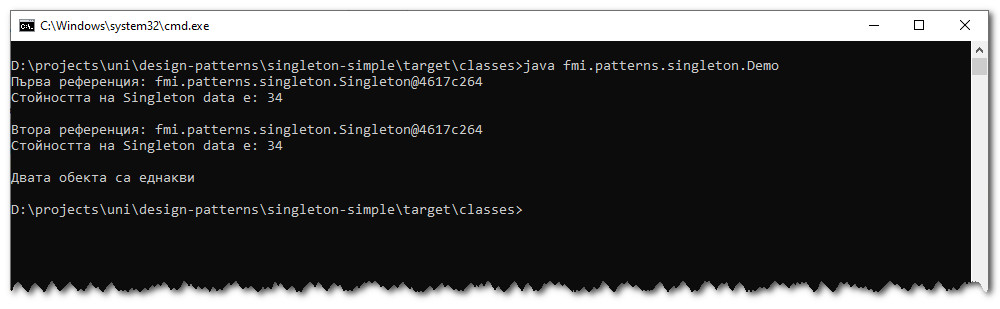 C:\Windows\system32\cmd.exe
D:\projects\uni\design-patterns\singleton-simple\target\classes>java fmi.patterns.singleton.Demo
Първа референция: fmi.patterns.singleton.Singleton@4617c264
Стойността на Singleton data е: 34
Втора референция: fmi.patterns.singleton.Singleton@4617c264
Стойността на Singleton data е: 34
Двата обекта са еднакви
D:\projects\uni\design-patterns\singleton-simple\target\classes>